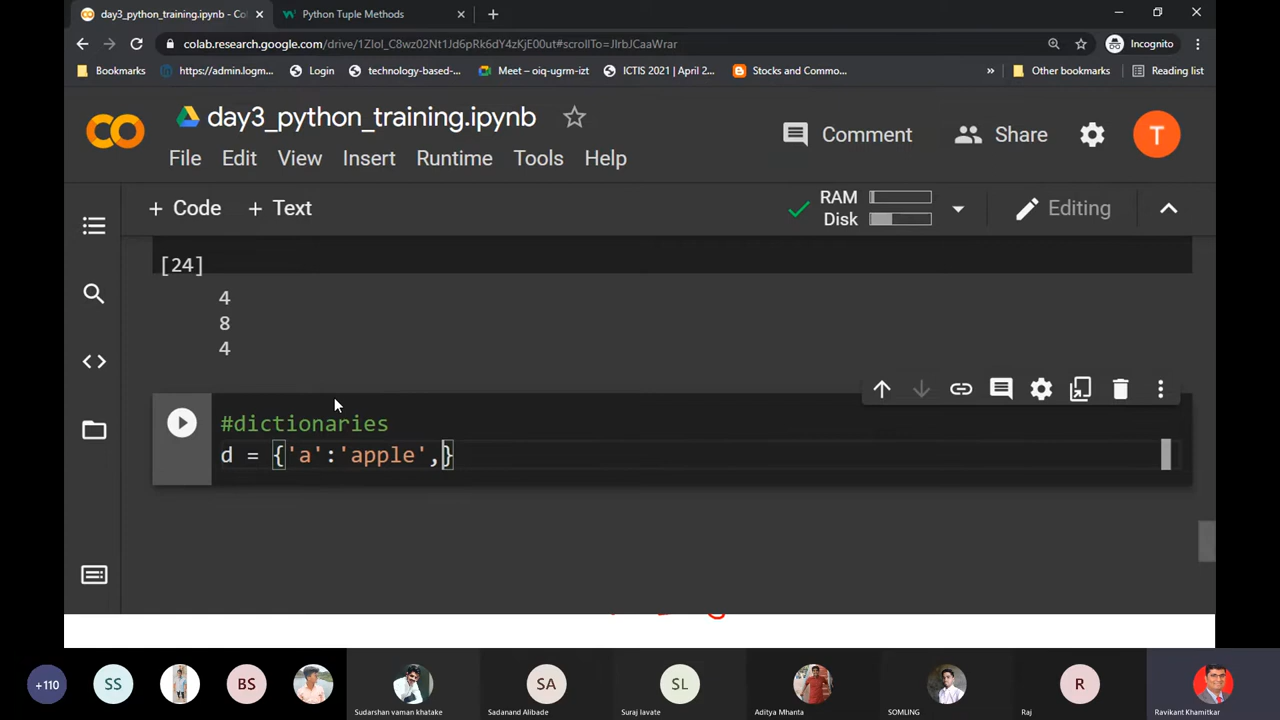 day3_python_training.ipynb - Col
Python Tuple Methods
colab.research.google.com/drive/1ZIoI_C8wz02Nt1Jd6pRk6dY4zKjE00ut#scrollTo=JIrbJCaaWrar
Incognito
Bookmarks
https://admin.logm...
Login
technology-based-...
Meet – oiq-ugrm-izt
ICTIS 2021 | April 2...
Stocks and Commo...
»
Other bookmarks
Reading list
CO
day3_python_training.ipynb
Comment
Share
T
File Edit View Insert Runtime Tools Help
+ Code + Text
RAM
Disk
Editing
[24]
4
8
4
#dictionaries
d = {'a':'apple',}
+110
SS
BS
SA
SL
R
Sudarshan vaman khatake
Sadanand Alibade
Suraj lavate
Aditya Mhanta
SOMLING
Raj
Ravikant Khamitkar